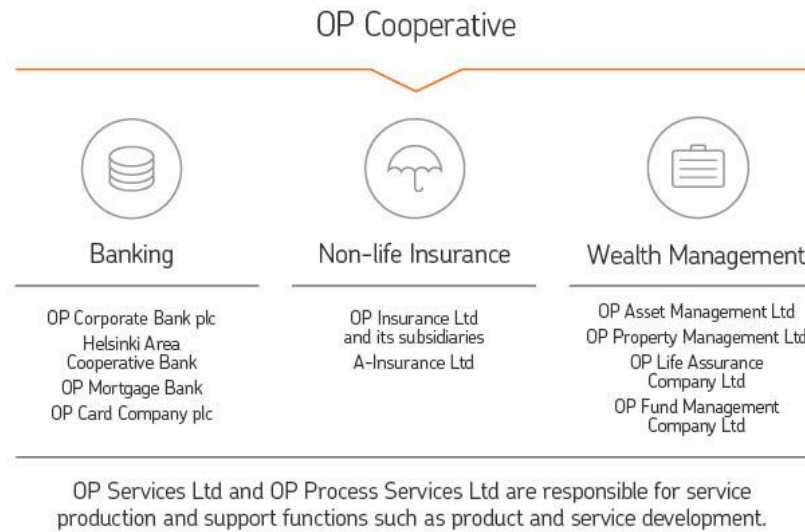 OP Cooperative
Banking
OP Corporate Bank plc
Helsinki Area
Cooperative Bank
OP Mortgage Bank
OP Card Company plc
Non-life Insurance
OP Insurance Ltd
and its subsidiaries
A-Insurance Ltd
Wealth Management
OP Asset Management Ltd
OP Property Management Ltd
OP Life Assurance
Company Ltd
OP Fund Management
Company Ltd
OP Services Ltd and OP Process Services Ltd are responsible for service
production and support functions such as product and service development.